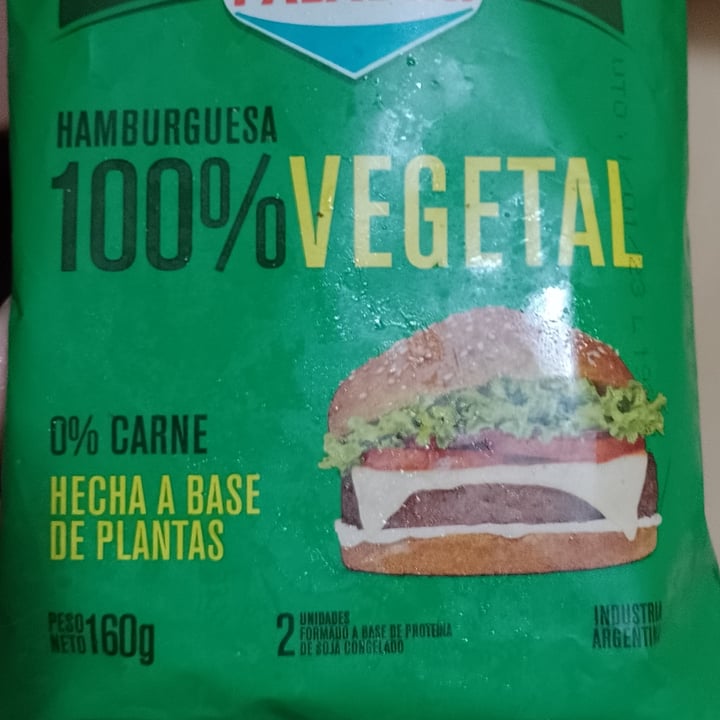 HAMBURGUESA
100% VEGETAL
0% CARNE
HECHA A BASE
DE PLANTAS
PESO
NETO 160g
2 UNIDADES
FORMADO A BASE DE PROTEINA
DE SOJA CONGELADO
INDUSTRIA
ARGENTINA